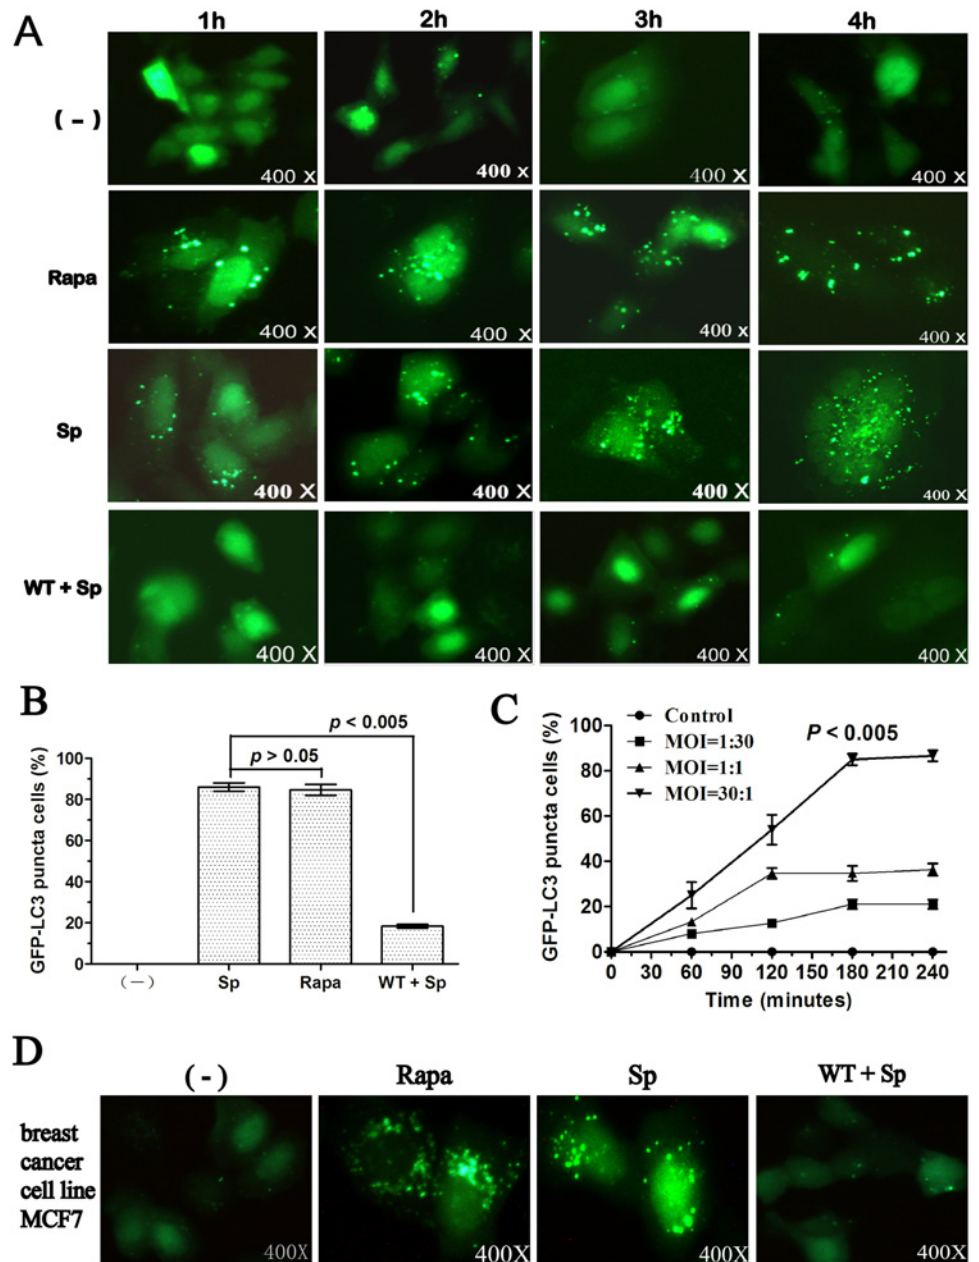 A
1h 2h 3h 4h
( - )
400 X 400 x 400 X 400 X
Rapa
400 X 400 X 400 x 400 X
Sp
400 X 400 X 400 X 400 X
WT + Sp
400 X 400 X 400 X 400 X
B
p < 0.005
p > 0.05
GFP-LC3 puncta cells (%)
100
80
60
40
20
0
(—) Sp Rapa WT + Sp
C
Control
MOI=1:30
MOI=1:1
MOI=30:1
P < 0.005
GFP-LC3 puncta cells (%)
100
80
60
40
20
0
0 30 60 90 120 150 180 210 240
Time (minutes)
D
( - ) Rapa Sp WT + Sp
breast
cancer
cell line
MCF7
400X 400X 400X 400X